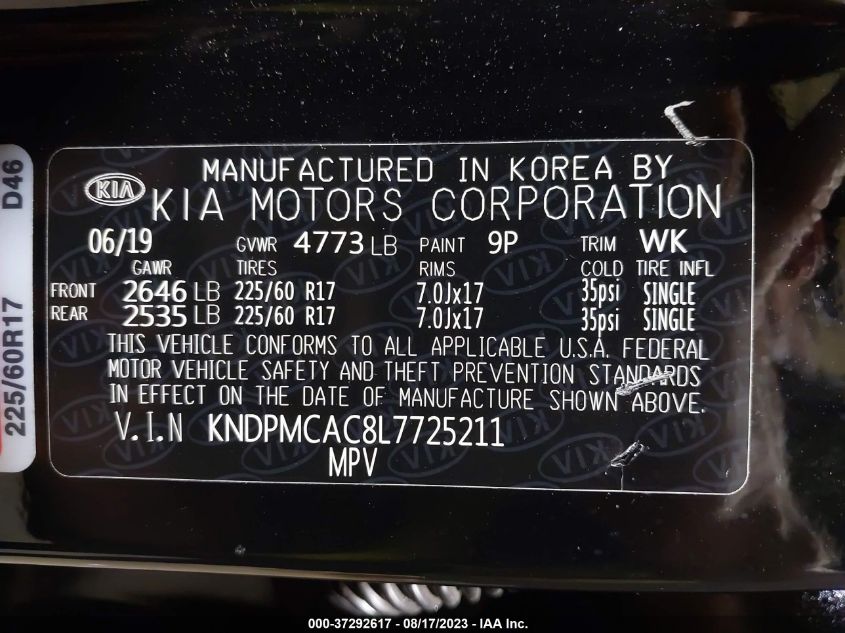 MANUFACTURED IN KOREA BY
KIA KIA MOTORS CORPORATION
06/19 GVWR 4773 LB PAINT 9P TRIM WK
GAWR TIRES RIMS COLD TIRE INFL
FRONT 2646 LB 225/60 R17 7.0Jx17 35psi SINGLE
REAR 2535 LB 225/60 R17 7.0Jx17 35psi SINGLE
THIS VEHICLE CONFORMS TO ALL APPLICABLE U.S.A. FEDERAL
MOTOR VEHICLE SAFETY AND THEFT PREVENTION STANDARDS
IN EFFECT ON THE DATE OF MANUFACTURE SHOWN ABOVE.
V.I.N KNDPMCAC8L7725211
MPV
225/60R17 D46
000-37292617 - 08/17/2023 - IAA Inc.